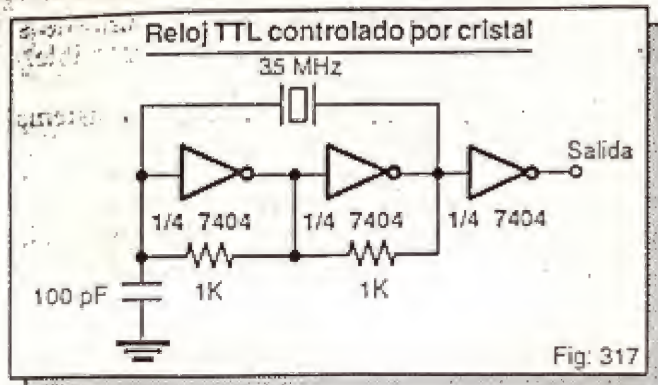 Reloj TTL controlado por cristal
35 MHz
Salida
1/4 7404
1/4 7404
1/4 7404
100 pF
1K
1K
Fig: 317